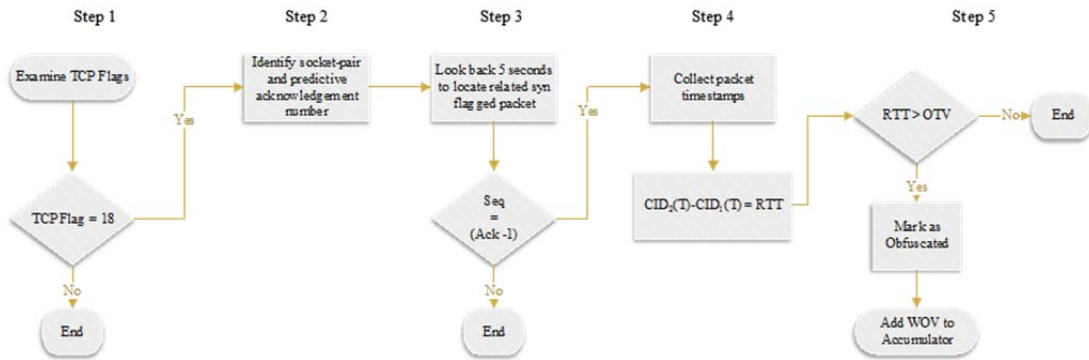 Step 1
Step 2
Step 3
Step 4
Step 5
Examine TCP Flags
TCP Flag = 18
Yes
No
End
Identify socket-pair
and predictive
acknowledgement
number
Look back 5 seconds
to locate related syn
flagged packet
Seq
=
(Ack -1)
Yes
No
End
Collect packet
timestamps
CID₂(T)-CID₁(T) = RTT
RTT > OTV
No
End
Yes
Mark as
Obfuscated
Add WOV to
Accumulator